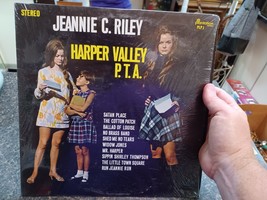 STEREO
JEANNIE C. RILEY
HARPER VALLEY
P.T.A.
SATAN PLACE
THE COTTON PATCH
BALLAD OF LOUISE
NO BRASS BAND
SHED ME NO TEARS
WIDOW JONES
MR. HARPER
SIPPIN SHIRLEY THOMPSON
THE LITTLE TOWN SQUARE
RUN JEANNIE RUN